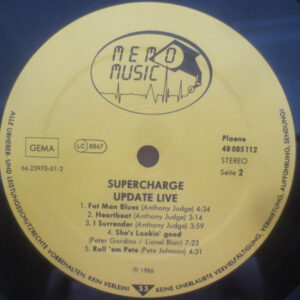 MEMO
MUSIC
GEMA
LC 8867
Plaene
48 085112
STEREO
Seite 2
66.23970-01-2
SUPERCHARGE
UPDATE LIVE
1. Fat Man Blues (Anthony Judge) 4:34
2. Heartbeat (Anthony Judge) 3:14
3. I Surrender (Anthony Judge) 3:59
4. She's Lookin' good
(Peter Gordino / Lionel Blair) 7:23
5. Roll 'em Pete (Pete Johnson) 4:31
℗ 1986
33
ALLE URHEBER- UND LEISTUNGSSCHUTZRECHTE VORBEHALTEN. KEIN VERLEIH! KEINE UNERLAUBTE VERVIELFÄLTIGUNG, VERMIETUNG, AUFFÜHRUNG, SENDUNG!